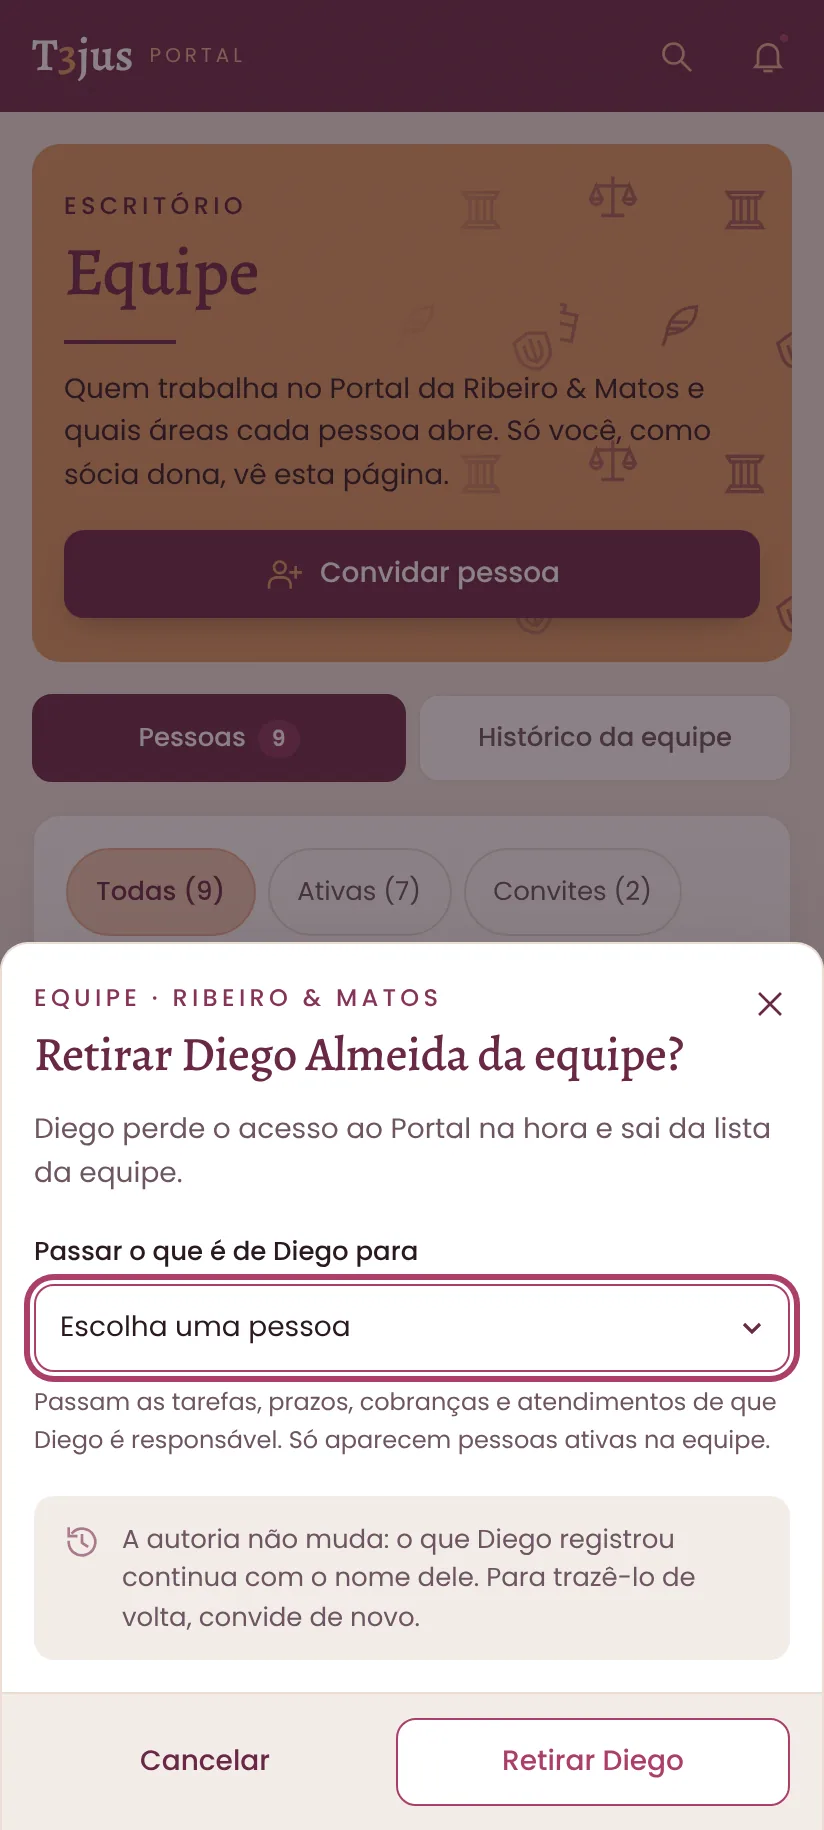 T3jus PORTAL
ESCRITÓRIO
Equipe
Quem trabalha no Portal da Ribeiro & Matos e
quais áreas cada pessoa abre. Só você, como
sócia dona, vê esta página.
Convidar pessoa
Pessoas 9
Histórico da equipe
Todas (9)
Ativas (7)
Convites (2)
EQUIPE · RIBEIRO & MATOS
Retirar Diego Almeida da equipe?
Diego perde o acesso ao Portal na hora e sai da lista
da equipe.
Passar o que é de Diego para
Escolha uma pessoa
Passam as tarefas, prazos, cobranças e atendimentos de que
Diego é responsável. Só aparecem pessoas ativas na equipe.
A autoria não muda: o que Diego registrou
continua com o nome dele. Para trazê-lo de
volta, convide de novo.
Cancelar
Retirar Diego